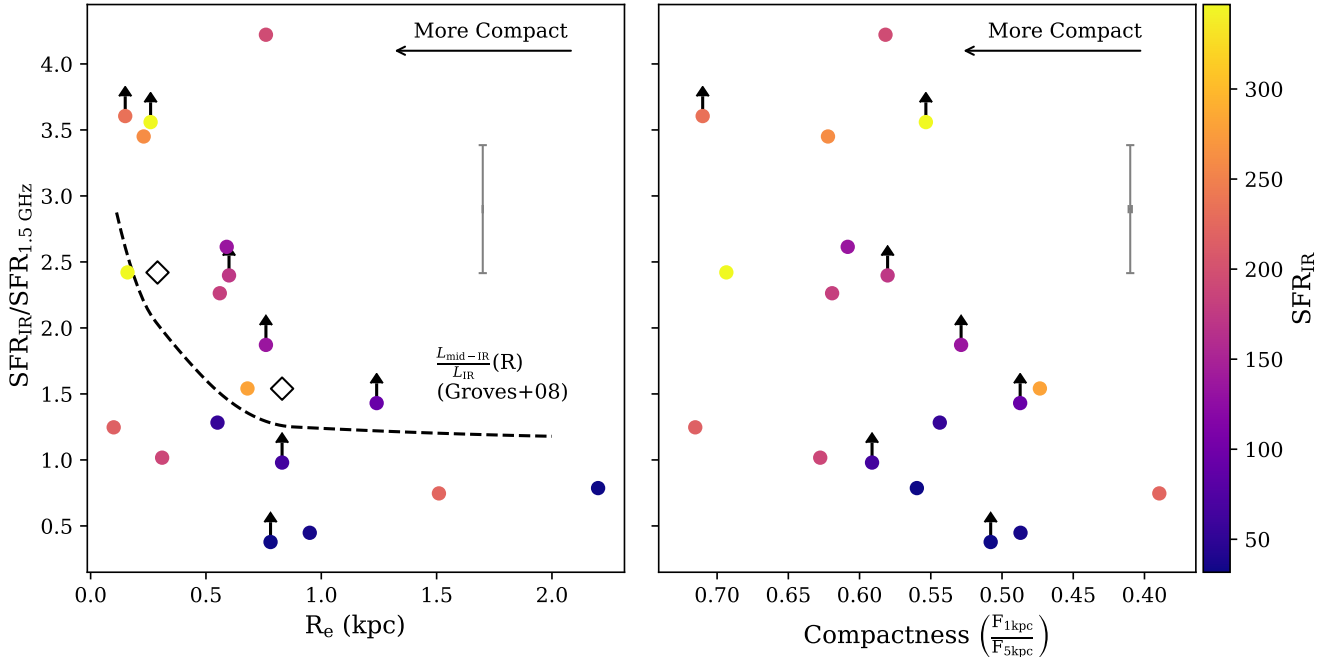 More Compact
More Compact
4.0
3.5
3.0
2.5
2.0
1.5
1.0
0.5
SFR_IR/SFR_1.5 GHz
L_mid−IR/L_IR (R)
(Groves+08)
0.0 0.5 1.0 1.5 2.0
R_e (kpc)
0.70 0.65 0.60 0.55 0.50 0.45 0.40
Compactness (F_1kpc/F_5kpc)
300
250
200
150
100
50
SFR_IR